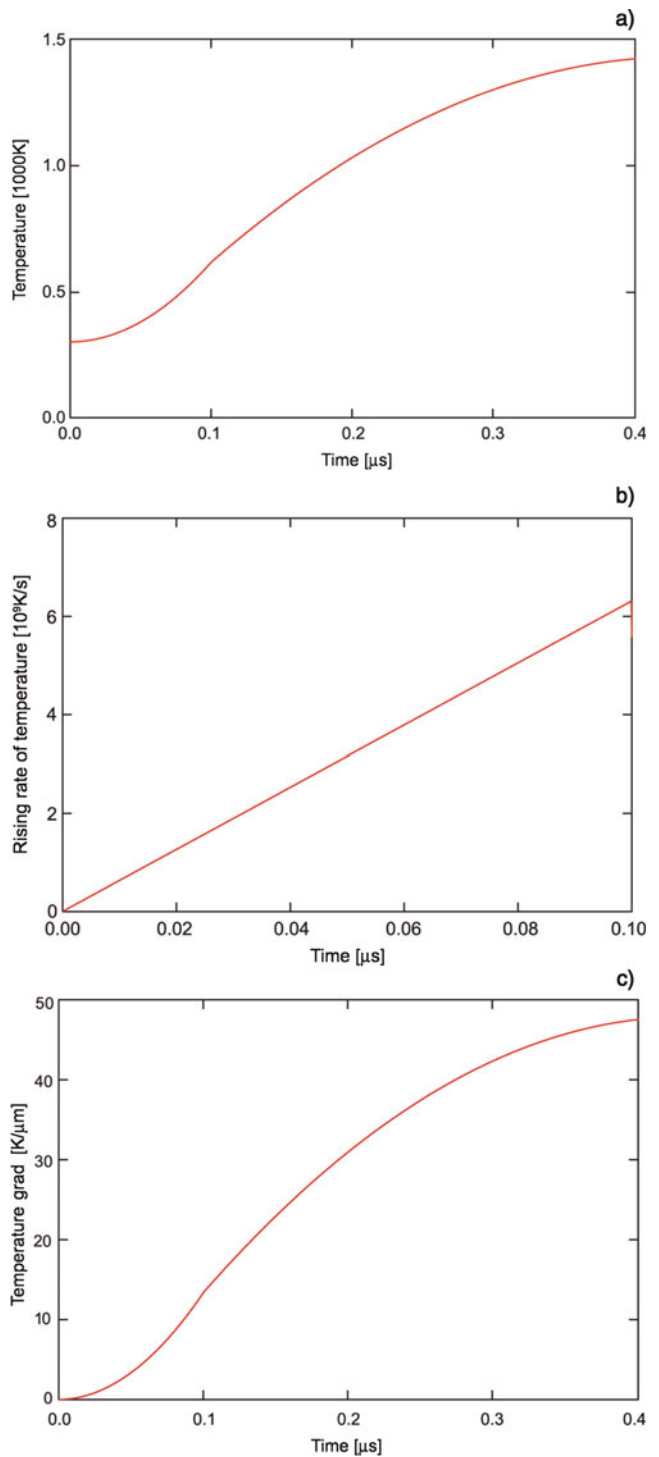 a)
1.5
1.0
0.5
0.0
Temperature [1000K]
0.0 0.1 0.2 0.3 0.4
Time [μs]
b)
8
6
4
2
0
Rising rate of temperature [10⁹K/s]
0.00 0.02 0.04 0.06 0.08 0.10
Time [μs]
c)
50
40
30
20
10
0
Temperature grad [K/μm]
0.0 0.1 0.2 0.3 0.4
Time [μs]